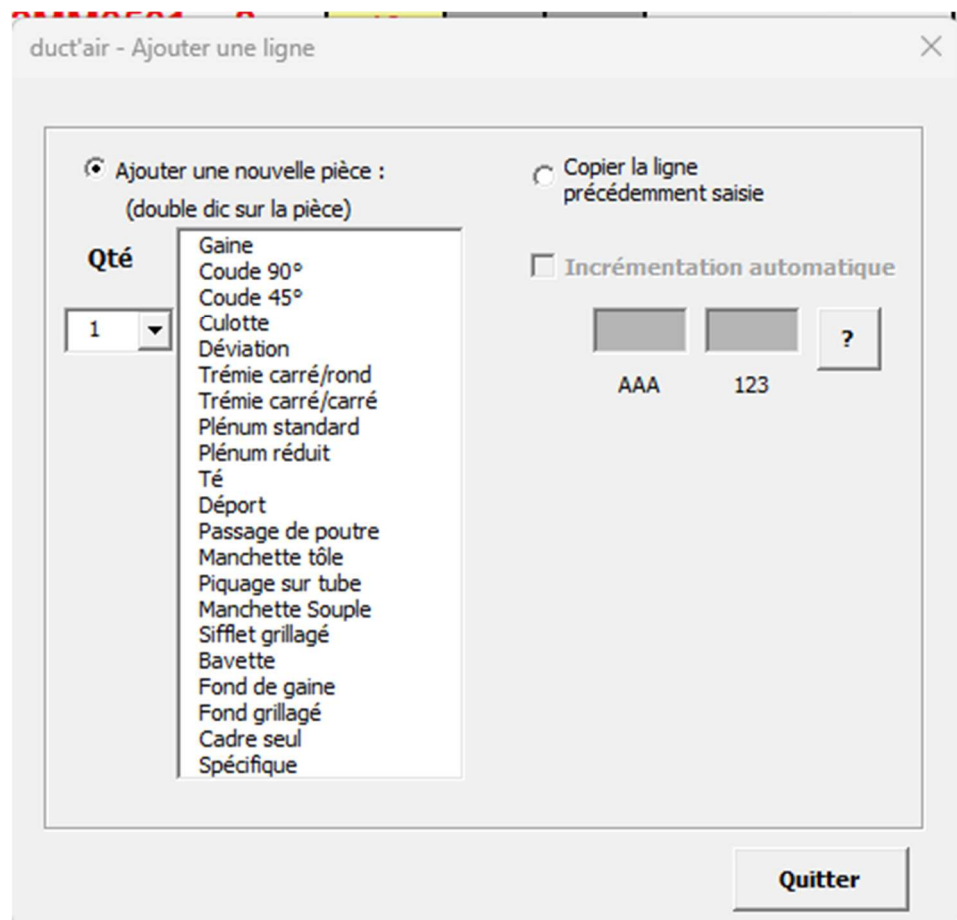 duct'air - Ajouter une ligne
Ajouter une nouvelle pièce :
(double clic sur la pièce)
Qté
1
Gaine
Coude 90°
Coude 45°
Culotte
Déviation
Trémie carré/rond
Trémie carré/carré
Plénum standard
Plénum réduit
Té
Déport
Passage de poutre
Manchette tôle
Piquage sur tube
Manchette Souple
Sifflet grillagé
Bavette
Fond de gaine
Fond grillagé
Cadre seul
Spécifique
Copier la ligne
précédemment saisie
Incrémentation automatique
?
AAA 123
Quitter